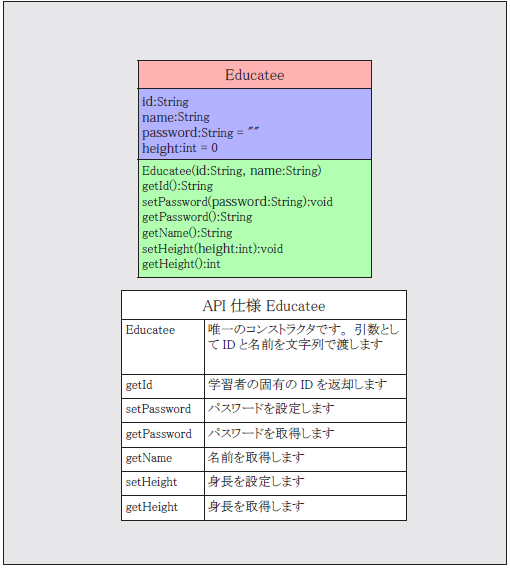 Educatee
id:String
name:String
password:String = ""
height:int = 0
Educatee(id:String, name:String)
getId():String
setPassword(password:String):void
getPassword():String
getName():String
setHeight(height:int):void
getHeight():int
API 仕様 Educatee
Educatee 唯一のコンストラクタです。引数とし
て ID と名前を文字列で渡します
getId 学習者の固有の ID を返却します
setPassword パスワードを設定します
getPassword パスワードを取得します
getName 名前を取得します
setHeight 身長を設定します
getHeight 身長を取得します